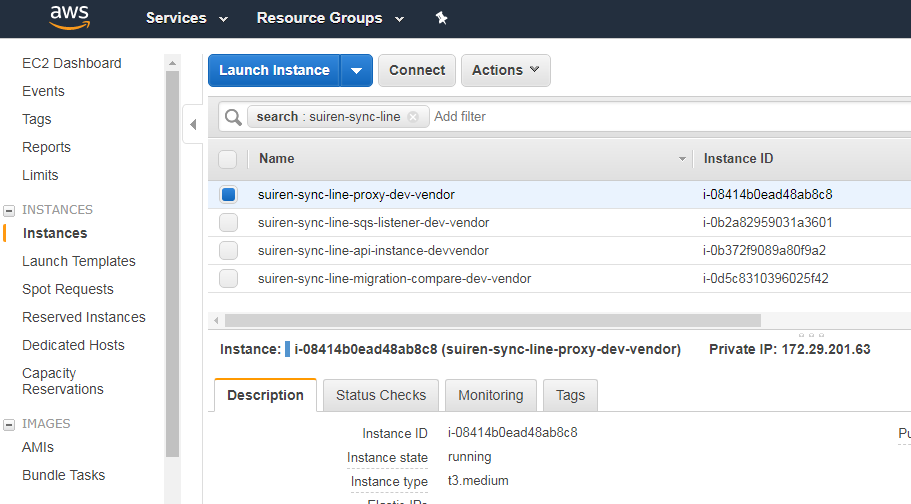 aws
Services
Resource Groups
EC2 Dashboard
Events
Tags
Reports
Limits
INSTANCES
Instances
Launch Templates
Spot Requests
Reserved Instances
Dedicated Hosts
Capacity
Reservations
IMAGES
AMIs
Bundle Tasks
Launch Instance
Connect
Actions
search : suiren-sync-line
Add filter
Name
Instance ID
suiren-sync-line-proxy-dev-vendor
i-08414b0ead48ab8c8
suiren-sync-line-sqs-listener-dev-vendor
i-0b2a82959031a3601
suiren-sync-line-api-instance-devvendor
i-0b372f9089a80f9a2
suiren-sync-line-migration-compare-dev-vendor
i-0d5c8310396025f42
Instance: i-08414b0ead48ab8c8 (suiren-sync-line-proxy-dev-vendor)
Private IP: 172.29.201.63
Description
Status Checks
Monitoring
Tags
Instance ID
i-08414b0ead48ab8c8
Instance state
running
Instance type
t3.medium
Elastic IPs